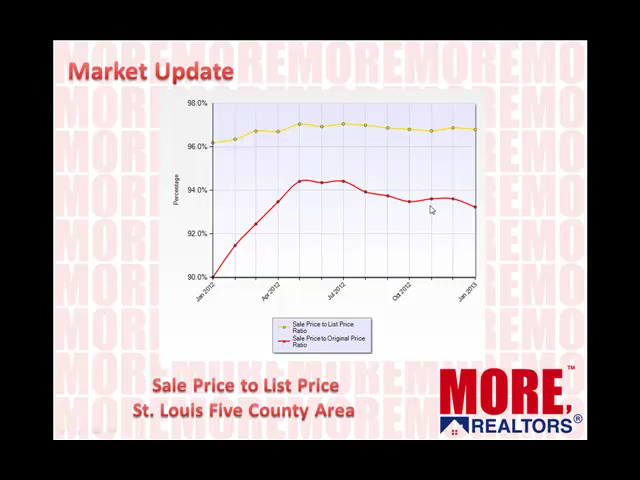 Market Update
98.0%
96.0%
94.0%
92.0%
90.0%
Percentage
Jan 2012
Apr 2012
Jul 2012
Oct 2012
Jan 2013
Sale Price to List Price
Ratio
Sale Price to Original Price
Ratio
Sale Price to List Price
St. Louis Five County Area
MORE, ™
REALTORS®